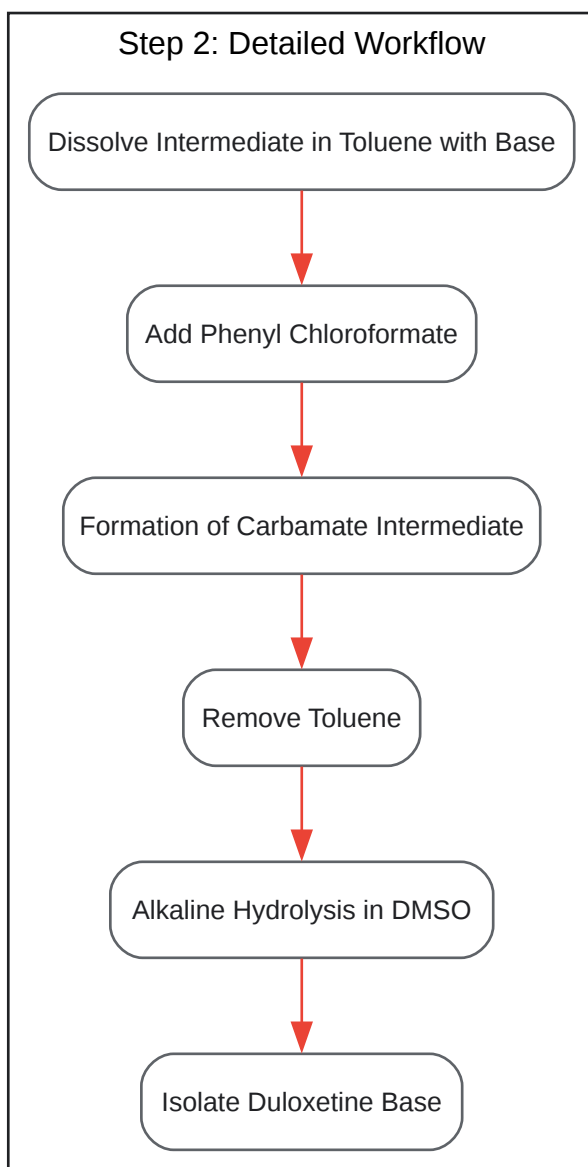 Step 2: Detailed Workflow
Dissolve Intermediate in Toluene with Base
Add Phenyl Chloroformate
Formation of Carbamate Intermediate
Remove Toluene
Alkaline Hydrolysis in DMSO
Isolate Duloxetine Base